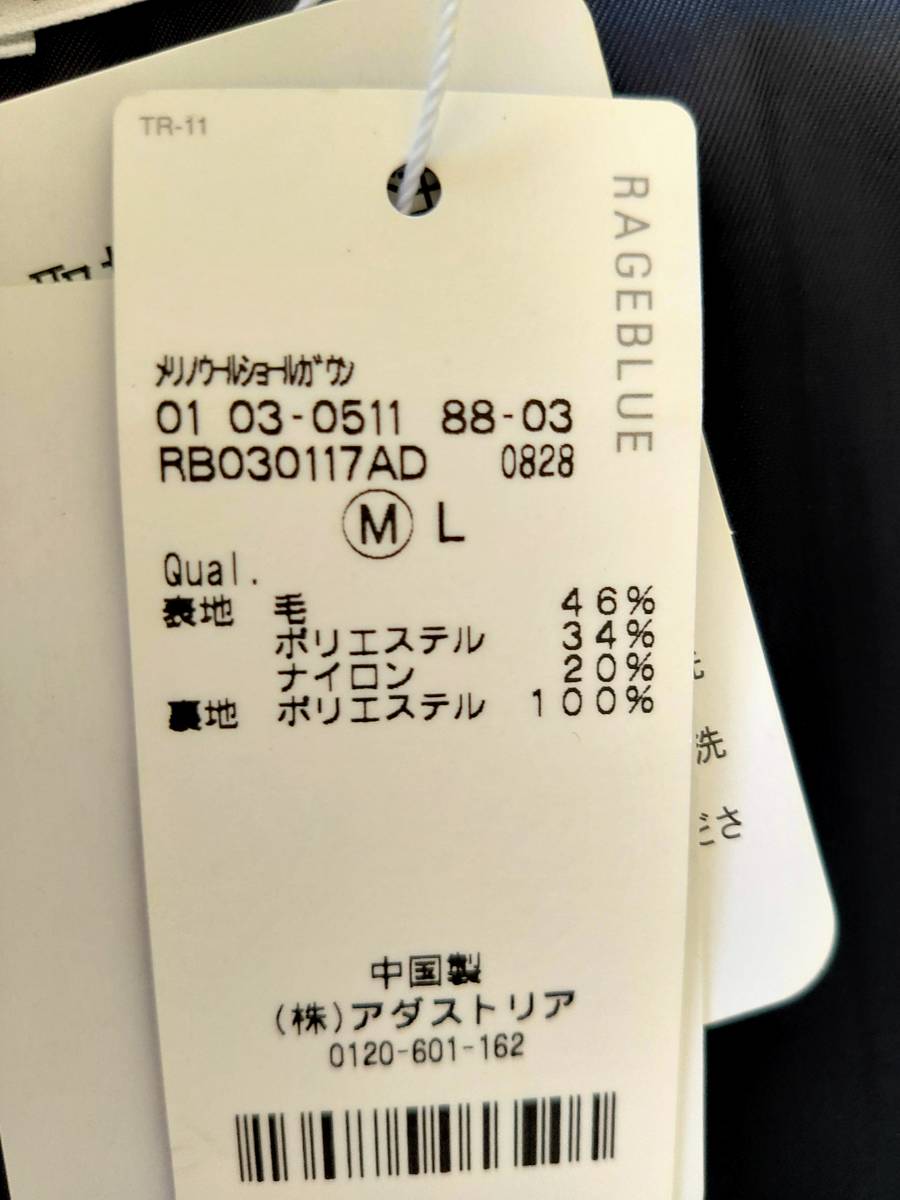 TR-11
RAGEBLUE
ﾒﾘﾉｳｰﾙｼｮｰﾙｶﾞｳﾝ
01 03-0511 88-03
RB030117AD 0828
M L
Qual.
表地 毛 46%
ポリエステル 34%
ナイロン 20%
裏地 ポリエステル 100%
洗
ださ
中国製
(株)アダストリア
0120-601-162